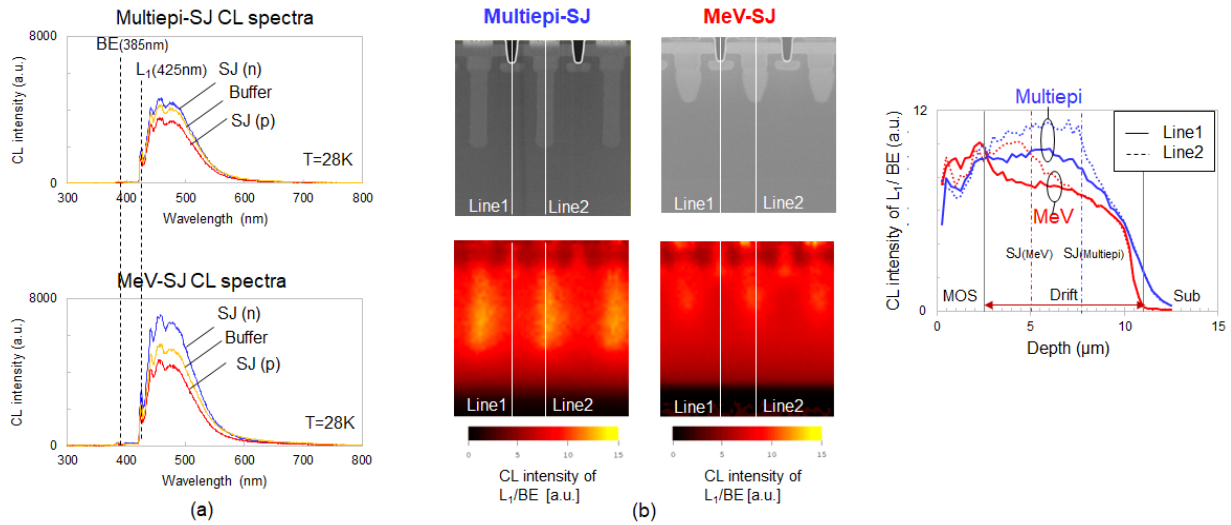 Multiepi-SJ CL spectra
8000
BE(385nm)
L1(425nm)
SJ (n)
Buffer
SJ (p)
T=28K
CL intensity (a.u.)
0
300 400 500 600 700 800
Wavelength (nm)
MeV-SJ CL spectra
8000
SJ (n)
Buffer
SJ (p)
T=28K
CL intensity (a.u.)
0
300 400 500 600 700 800
Wavelength (nm)
(a)
Multiepi-SJ
MeV-SJ
Line1 Line2
Line1 Line2
Line1 Line2
Line1 Line2
0 5 10 15
0 5 10 15
CL intensity of
L1/BE [a.u.]
CL intensity of
L1/BE [a.u.]
(b)
12
Multiepi
Line1
Line2
MeV
SJ(MeV)
SJ(Multiepi)
MOS
Drift
Sub
CL intensity of L1/ BE (a.u.)
0
0 5 10 15
Depth (μm)